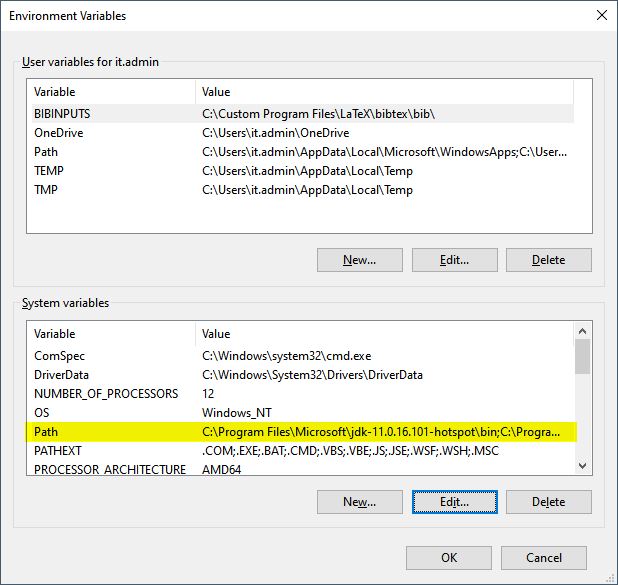 Environment Variables
User variables for it.admin
Variable Value
BIBINPUTS C:\Custom Program Files\LaTeX\bibtex\bib\
OneDrive C:\Users\it.admin\OneDrive
Path C:\Users\it.admin\AppData\Local\Microsoft\WindowsApps;C:\User...
TEMP C:\Users\it.admin\AppData\Local\Temp
TMP C:\Users\it.admin\AppData\Local\Temp
New... Edit... Delete
System variables
Variable Value
ComSpec C:\Windows\system32\cmd.exe
DriverData C:\Windows\System32\Drivers\DriverData
NUMBER_OF_PROCESSORS 12
OS Windows_NT
Path C:\Program Files\Microsoft\jdk-11.0.16.101-hotspot\bin;C:\Progra...
PATHEXT .COM;.EXE;.BAT;.CMD;.VBS;.VBE;.JS;.JSE;.WSF;.WSH;.MSC
PROCESSOR_ARCHITECTURE AMD64
New... Edit... Delete
OK Cancel